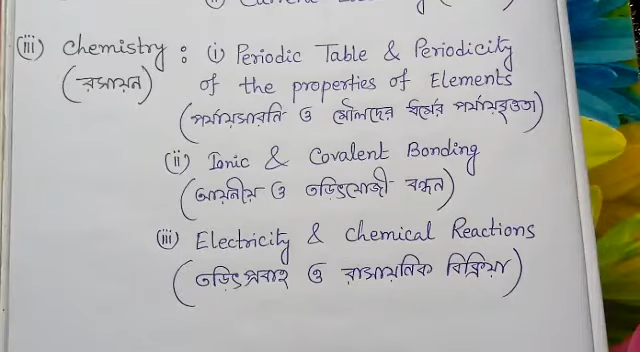 (iii) Chemistry : (i) Periodic Table & Periodicity
(রসায়ন) of the properties of Elements
(পর্যায়সারণি ও মৌলদের ধর্মের পর্যাবৃত্ততা)
(ii) Ionic & Covalent Bonding
(আয়নীয় ও তড়িৎযোজী বন্ধন)
(iii) Electricity & Chemical Reactions
(তড়িৎপ্রবাহ ও রাসায়নিক বিক্রিয়া)